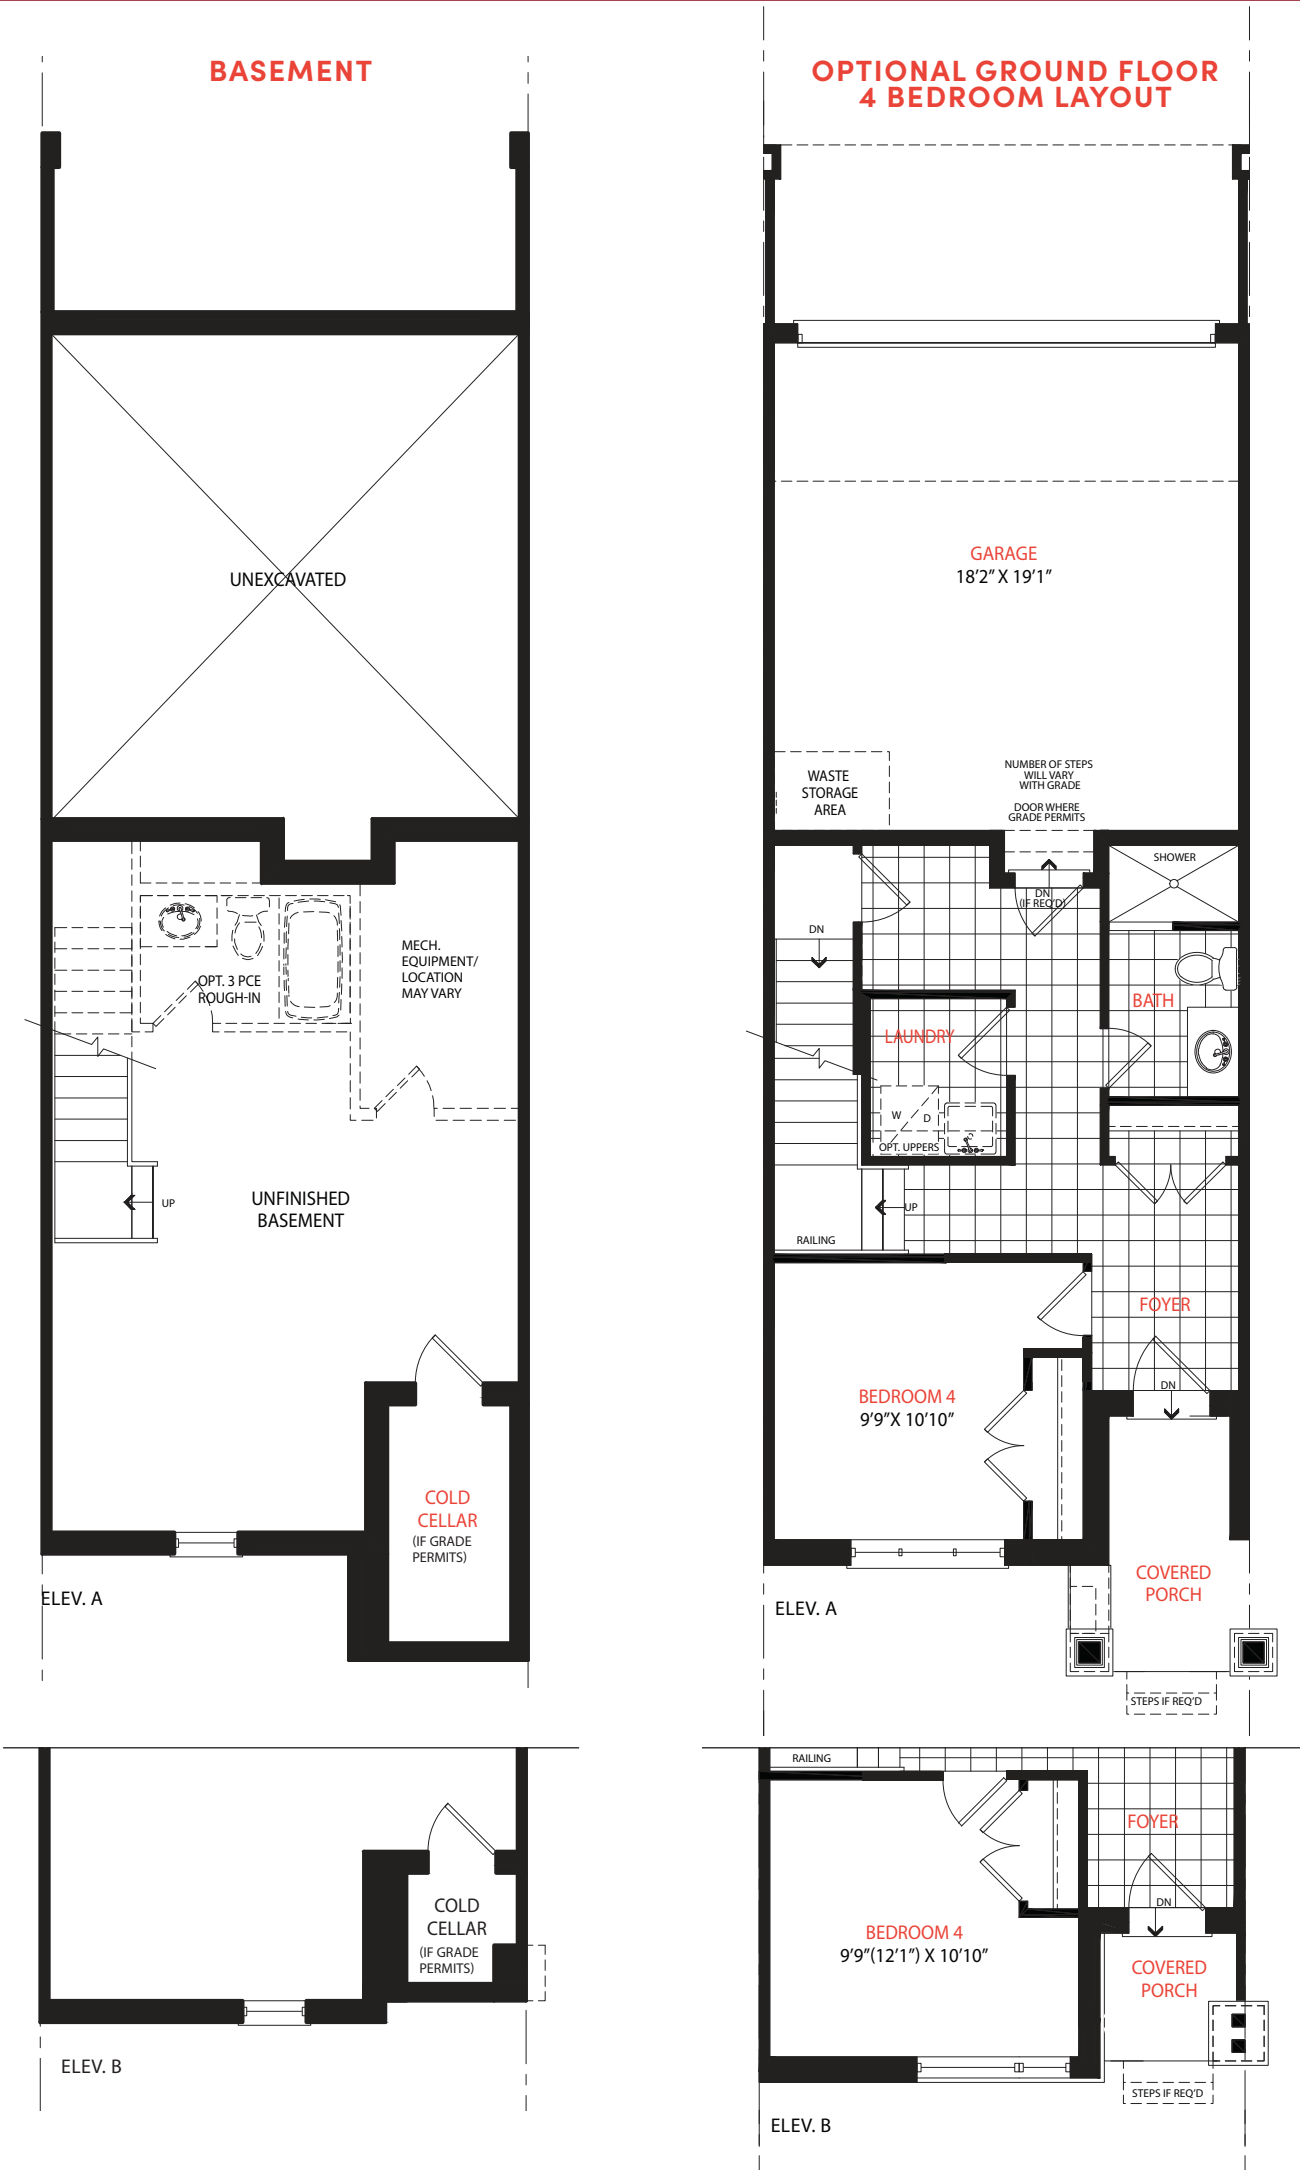 BASEMENT
UNEXCAVATED
OPT. 3 PCE
ROUGH-IN
MECH.
EQUIPMENT/
LOCATION
MAY VARY
UP
UNFINISHED
BASEMENT
COLD
CELLAR
(IF GRADE
PERMITS)
ELEV. A
COLD
CELLAR
(IF GRADE
PERMITS)
ELEV. B
OPTIONAL GROUND FLOOR
4 BEDROOM LAYOUT
GARAGE
18'2" X 19'1"
WASTE
STORAGE
AREA
NUMBER OF STEPS
WILL VARY
WITH GRADE
DOOR WHERE
GRADE PERMITS
SHOWER
DN
(IF REQ'D)
DN
BATH
LAUNDRY
W D
OPT. UPPERS
UP
RAILING
FOYER
DN
BEDROOM 4
9'9"X 10'10"
COVERED
PORCH
ELEV. A
STEPS IF REQ'D
RAILING
FOYER
DN
BEDROOM 4
9'9"(12'1") X 10'10"
COVERED
PORCH
STEPS IF REQ'D
ELEV. B